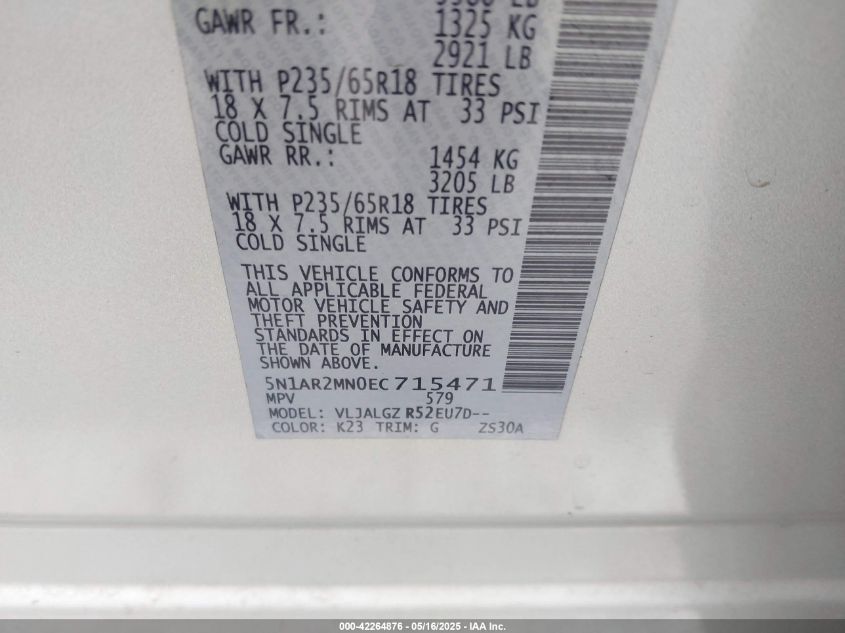 GAWR FR.: 1325 KG
2921 LB
WITH P235/65R18 TIRES
18 X 7.5 RIMS AT 33 PSI
COLD SINGLE
GAWR RR.: 1454 KG
3205 LB
WITH P235/65R18 TIRES
18 X 7.5 RIMS AT 33 PSI
COLD SINGLE
THIS VEHICLE CONFORMS TO
ALL APPLICABLE FEDERAL
MOTOR VEHICLE SAFETY AND
THEFT PREVENTION
STANDARDS IN EFFECT ON
THE DATE OF MANUFACTURE
SHOWN ABOVE.
5N1AR2MN0EC715471
MPV 579
MODEL: VLJALGZ R52EU7D--
COLOR: K23 TRIM: G ZS30A
000-42264876 - 05/16/2025 - IAA Inc.